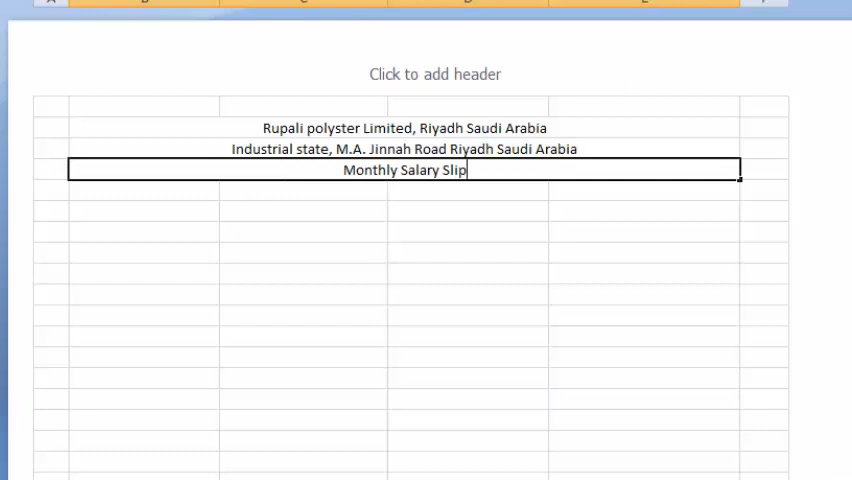 Click to add header
Rupali polyster Limited, Riyadh Saudi Arabia
Industrial state, M.A. Jinnah Road Riyadh Saudi Arabia
Monthly Salary Slip